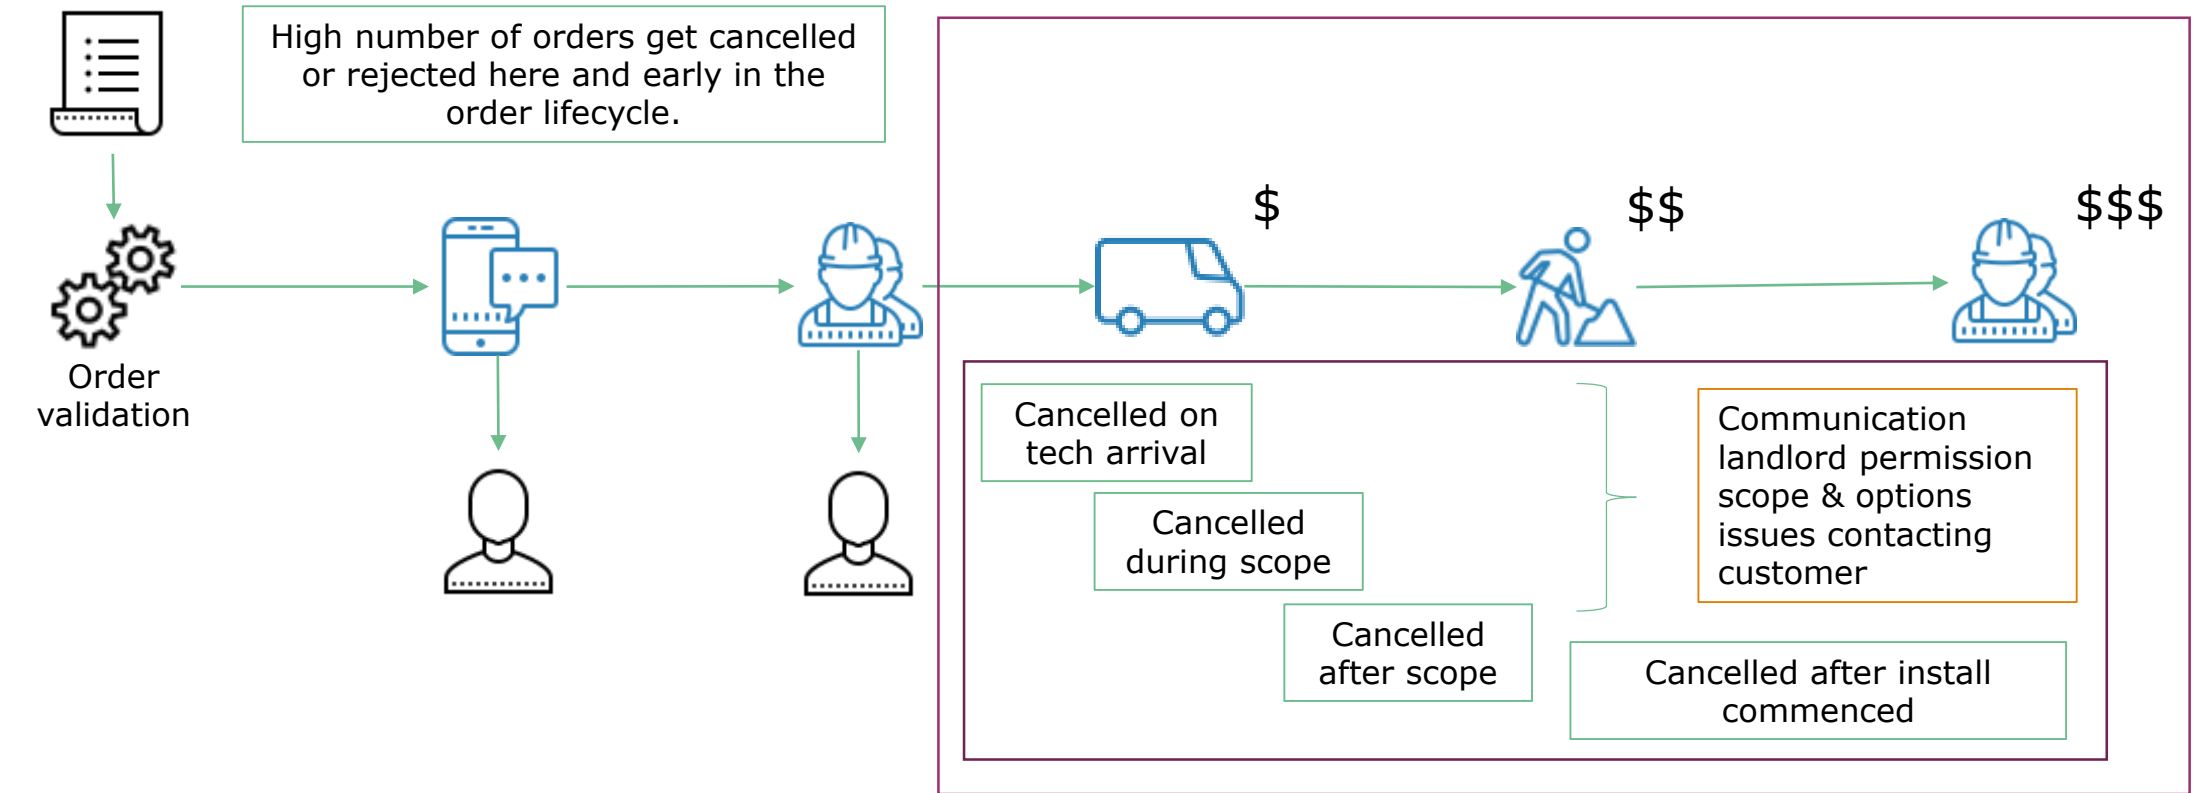 High number of orders get cancelled
or rejected here and early in the
order lifecycle.
$
$$
$$$
Order
validation
Cancelled on
tech arrival
Cancelled
during scope
Cancelled
after scope
Communication
landlord permission
scope & options
issues contacting
customer
Cancelled after install
commenced